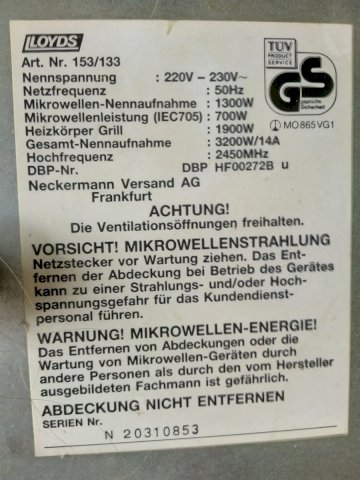 LLOYDS
TÜV
PRODUCT
SERVICE
GS
geprüfte
Sicherheit
MO 865 VG1
Art. Nr. 153/133
Nennspannung : 220V – 230V~
Netzfrequenz : 50Hz
Mikrowellen-Nennaufnahme : 1300W
Mikrowellenleistung (IEC705) : 700W
Heizkörper Grill : 1900W
Gesamt-Nennaufnahme : 3200W/14A
Hochfrequenz : 2450MHz
DBP-Nr. DBP HF00272B u
Neckermann Versand AG
Frankfurt
ACHTUNG!
Die Ventilationsöffnungen freihalten.
VORSICHT! MIKROWELLENSTRAHLUNG
Netzstecker vor Wartung ziehen. Das Ent-
fernen der Abdeckung bei Betrieb des Gerätes
kann zu einer Strahlungs- und/oder Hoch-
spannungsgefahr für das Kundendienst-
personal führen.
WARNUNG! MIKROWELLEN-ENERGIE!
Das Entfernen von Abdeckungen oder die
Wartung von Mikrowellen-Geräten durch
andere Personen als durch den vom Hersteller
ausgebildeten Fachmann ist gefährlich.
ABDECKUNG NICHT ENTFERNEN
SERIEN Nr.
N 20310853